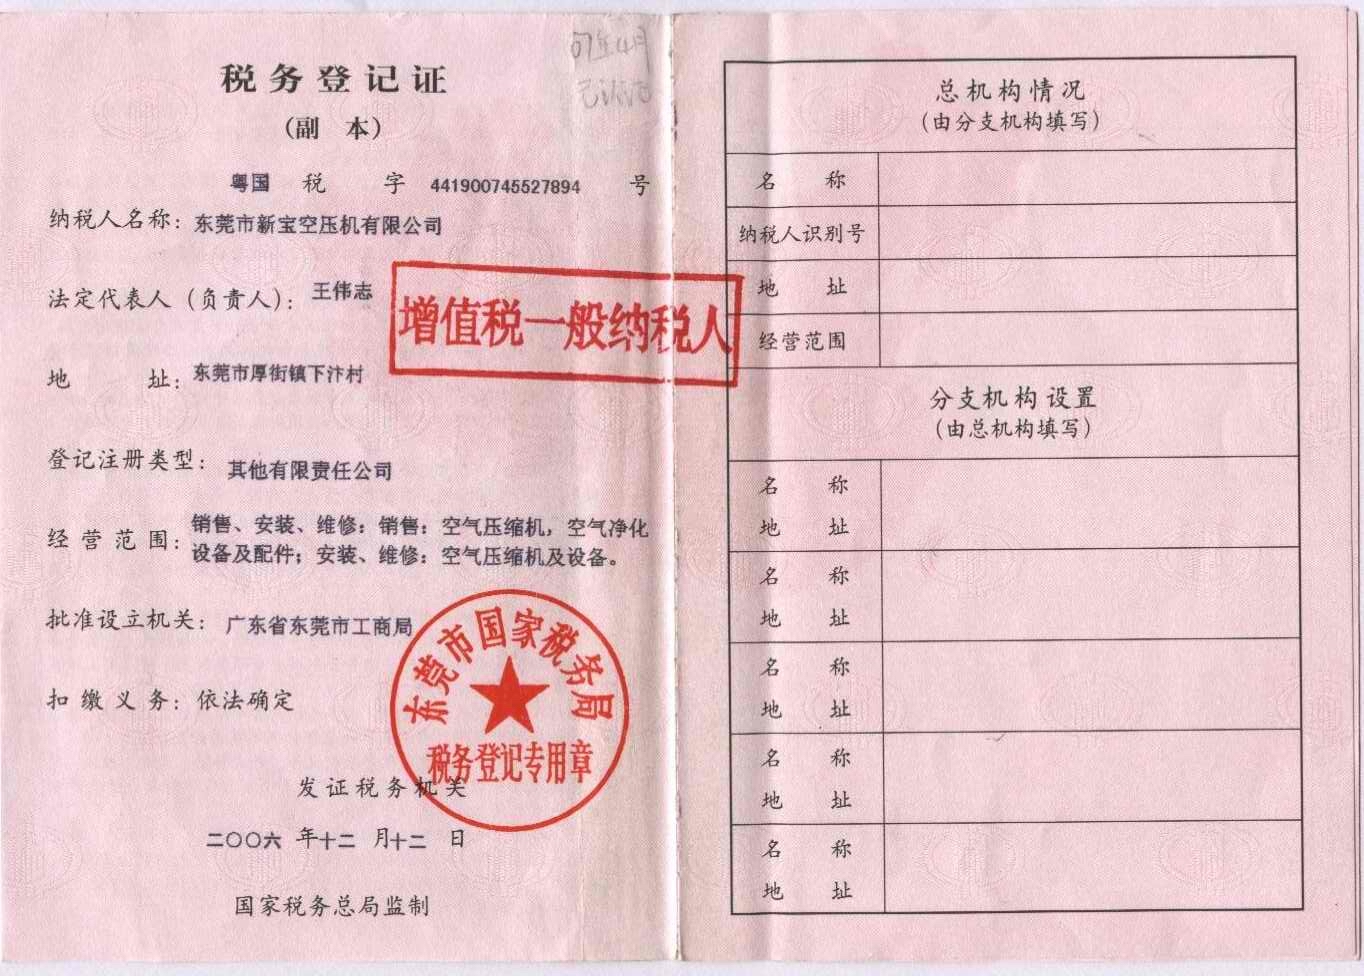 税务登记证
(副 本)
粤国 税 字 441900745527894 号
纳税人名称: 东莞市新宝空压机有限公司
法定代表人(负责人): 王伟志
增值税一般纳税人
地 址: 东莞市厚街镇下汴村
登记注册类型: 其他有限责任公司
经营范围: 销售、安装、维修: 销售: 空气压缩机, 空气净化
设备及配件; 安装、维修: 空气压缩机及设备。
批准设立机关: 广东省东莞市工商局
扣缴义务: 依法确定
东莞市国家税务局
税务登记专用章
发证税务机关
二〇〇六 年十二 月十二 日
国家税务总局监制
07年4月
总机构情况
(由分支机构填写)
名 称
纳税人识别号
地 址
经营范围
分支机构设置
(由总机构填写)
名 称
地 址
名 称
地 址
名 称
地 址
名 称
地 址
名 称
地 址